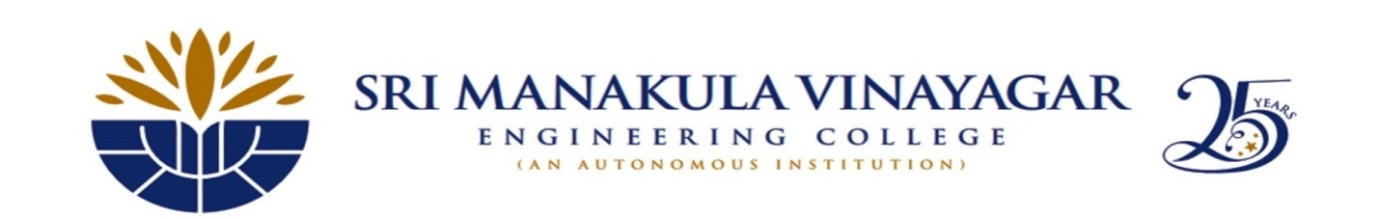 SRI MANAKULA VINAYAGAR
ENGINEERING COLLEGE
(AN AUTONOMOUS INSTITUTION)
25 YEARS